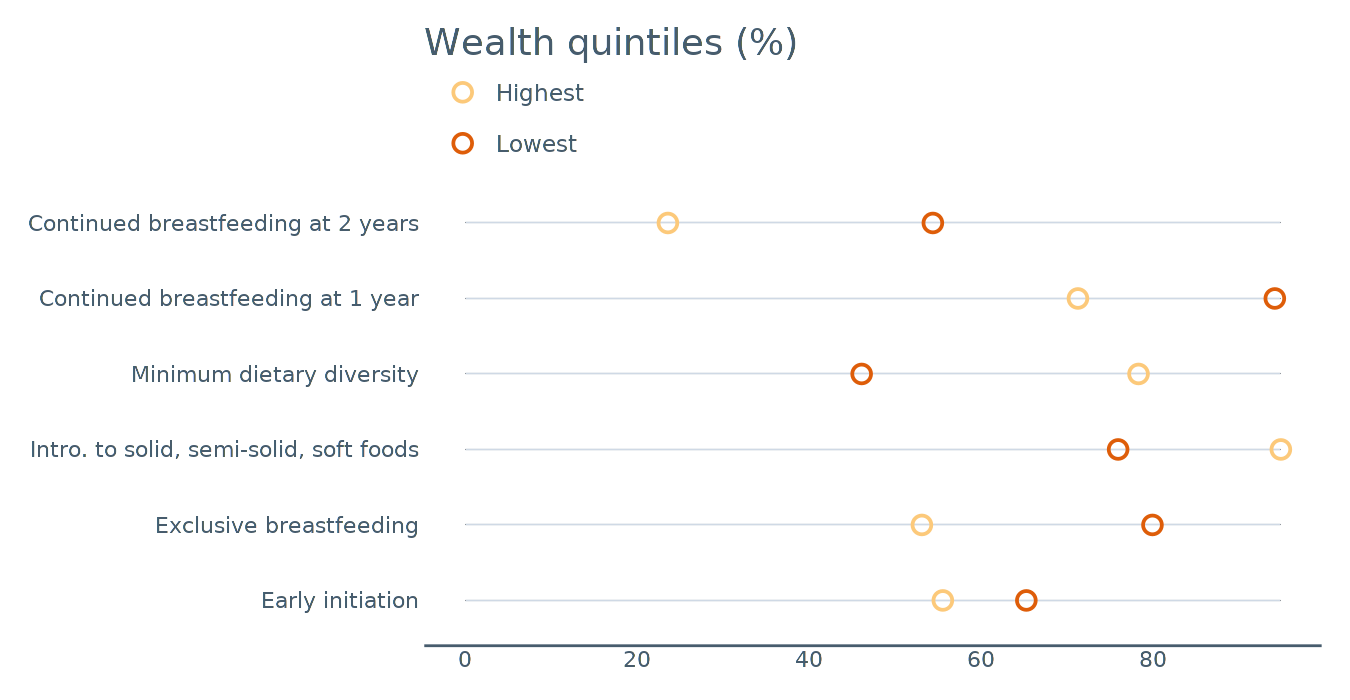 Wealth quintiles (%)
Highest
Lowest
Continued breastfeeding at 2 years
Continued breastfeeding at 1 year
Minimum dietary diversity
Intro. to solid, semi-solid, soft foods
Exclusive breastfeeding
Early initiation
0 20 40 60 80